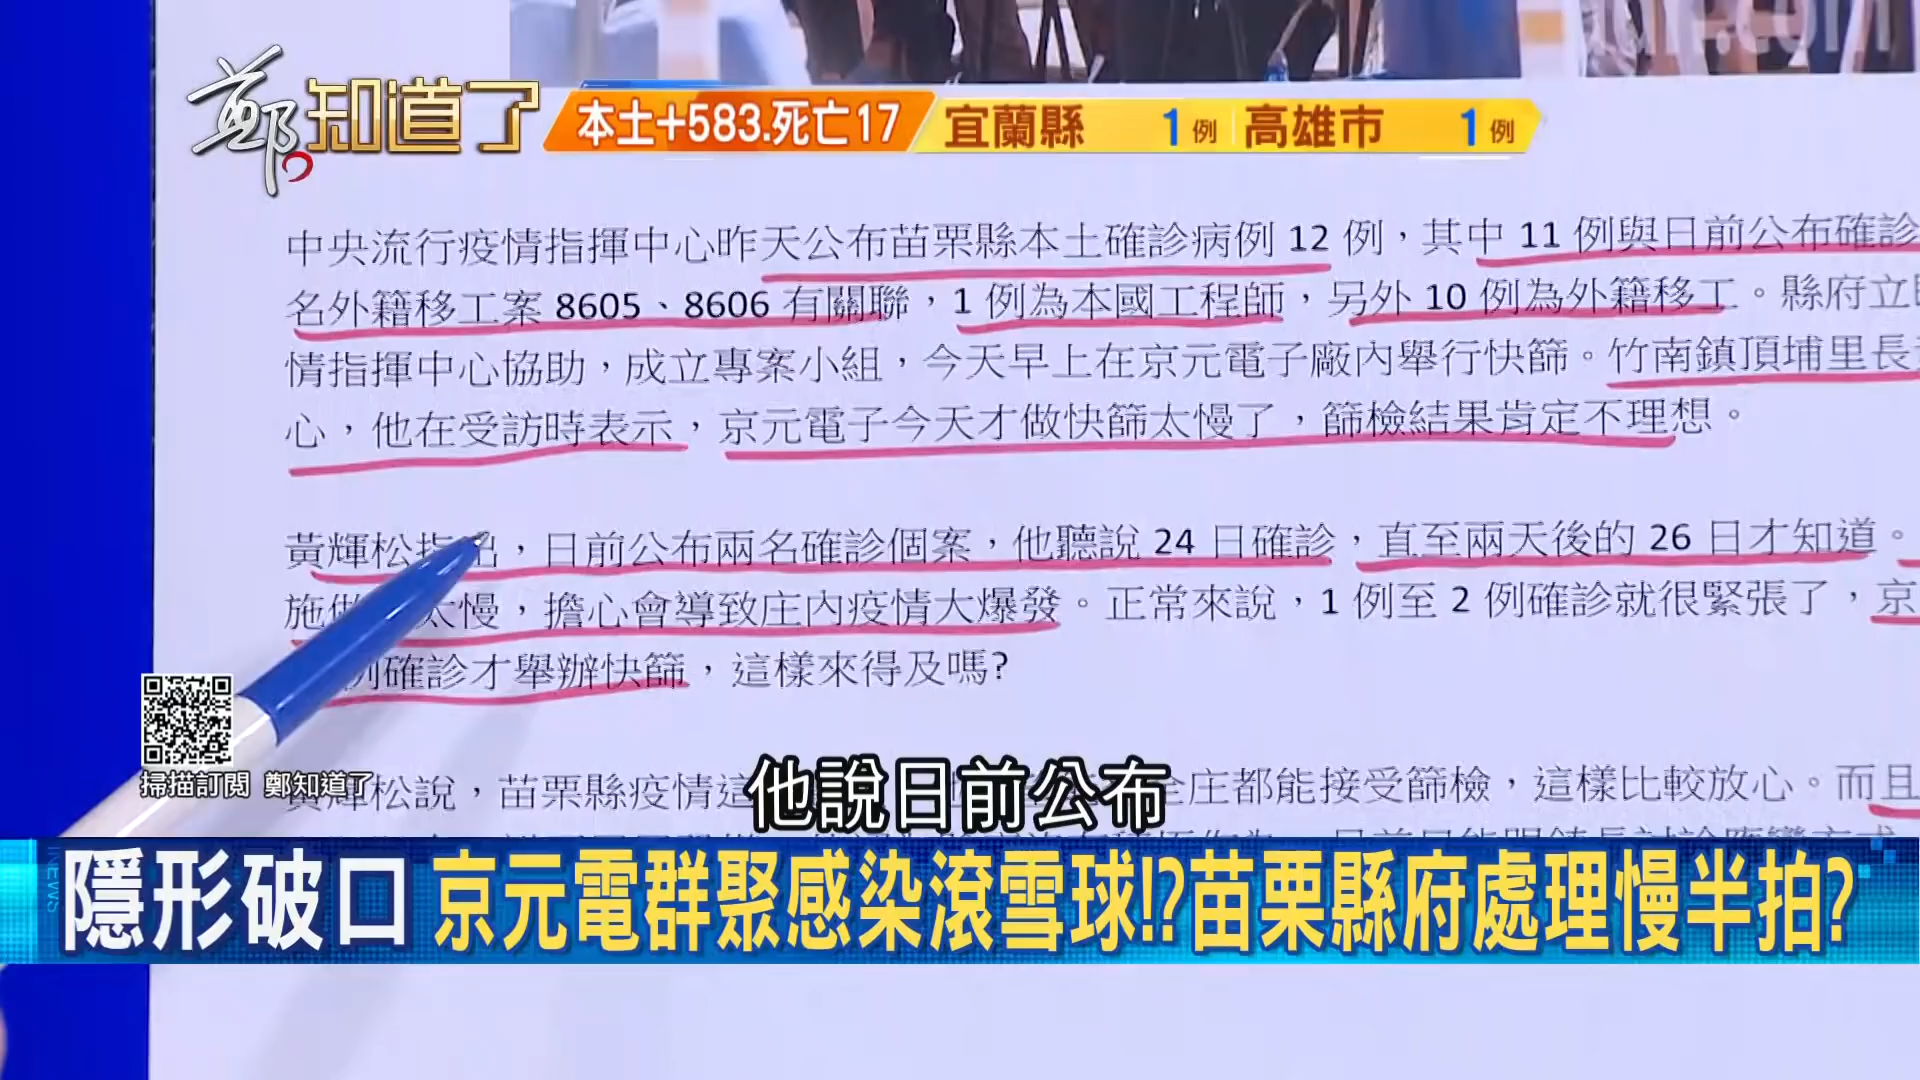 鄭知道了
本土+583.死亡17 宜蘭縣 1例 高雄市 1例
中央流行疫情指揮中心昨天公布苗栗縣本土確診病例 12 例，其中 11 例與日前公布確診
名外籍移工案 8605、8606 有關聯，1 例為本國工程師，另外 10 例為外籍移工。縣府立
情指揮中心協助，成立專案小組，今天早上在京元電子廠內舉行快篩。竹南鎮頂埔里長
心，他在受訪時表示，京元電子今天才做快篩太慢了，篩檢結果肯定不理想。
黃輝松指出，日前公布兩名確診個案，他聽說 24 日確診，直至兩天後的 26 日才知道。
施做 太慢，擔心會導致庄內疫情大爆發。正常來說，1 例至 2 例確診就很緊張了，京
例確診才舉辦快篩，這樣來得及嗎?
掃描訂閱 鄭知道了
黃輝松說，苗栗縣疫情這 全庄都能接受篩檢，這樣比較放心。而且
他說日前公布
INEWS
隱形破口 京元電群聚感染滾雪球!?苗栗縣府處理慢半拍?